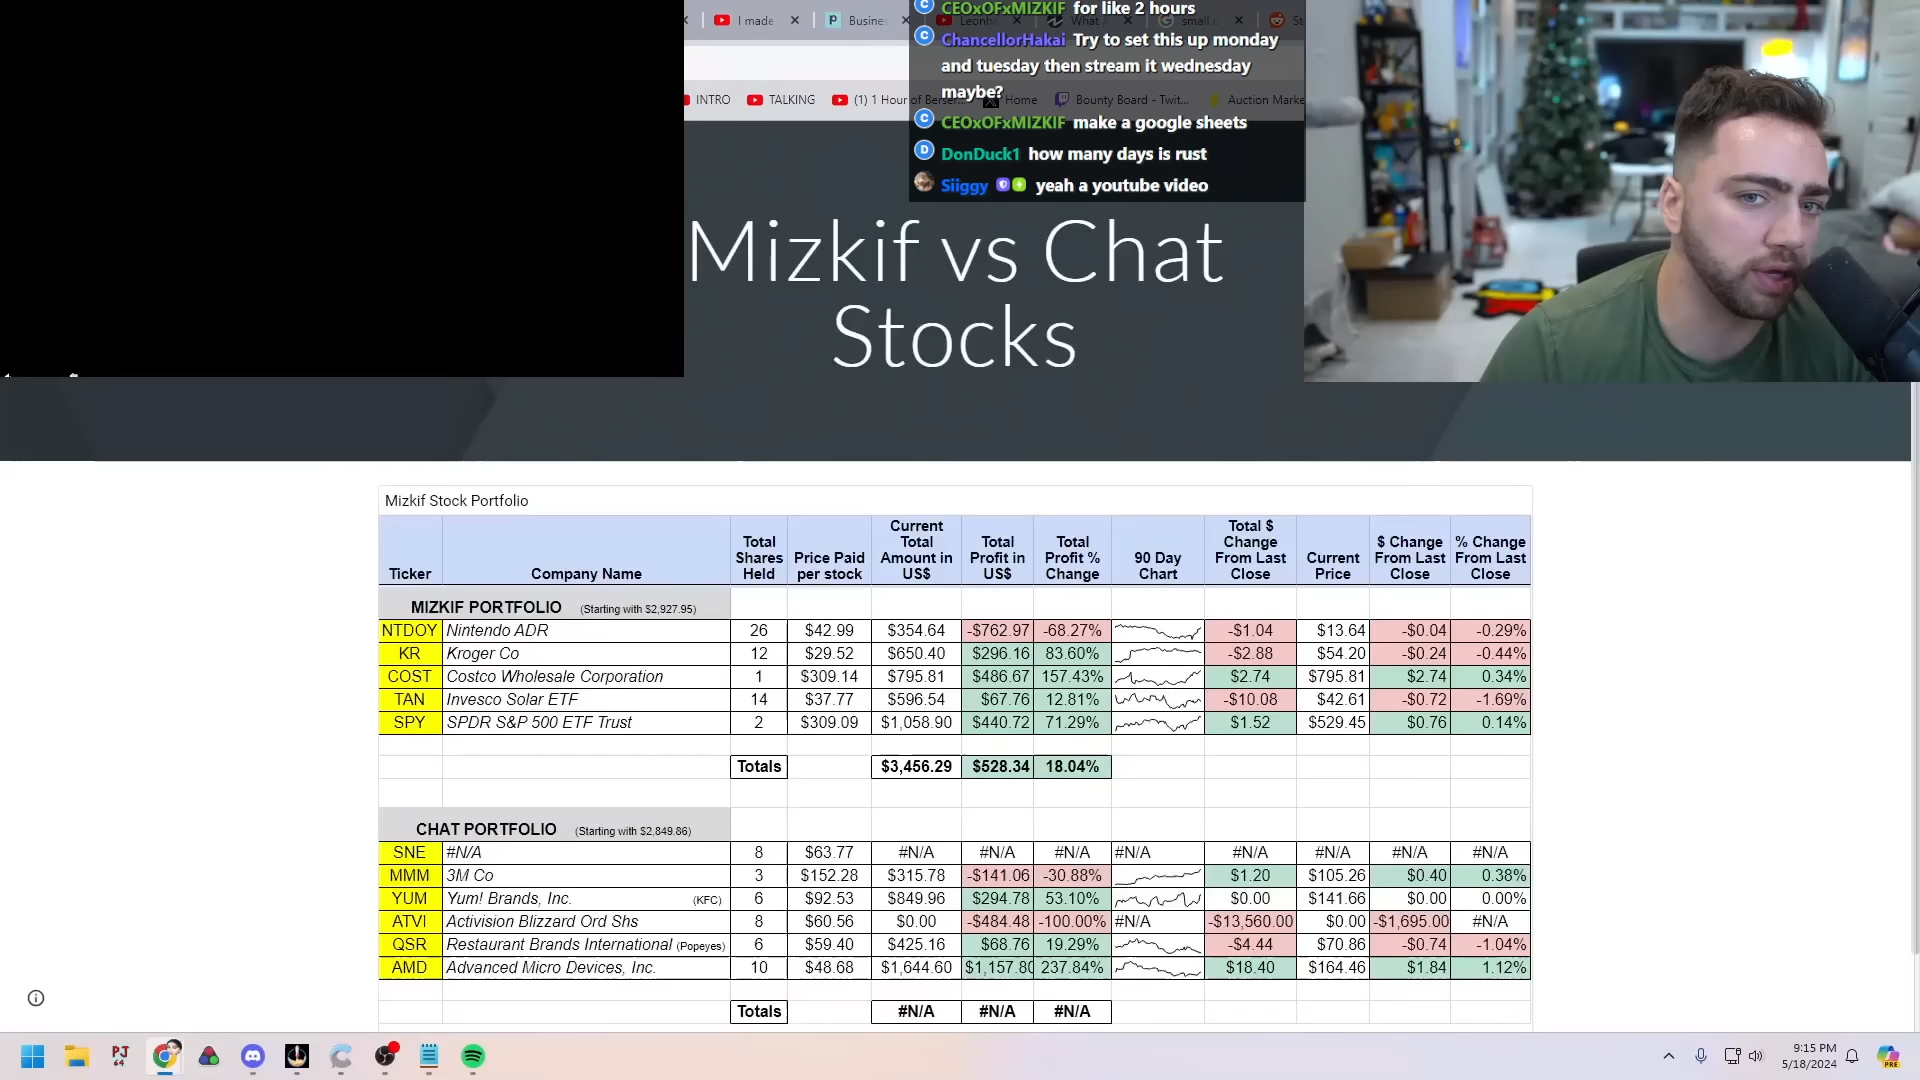 I made
Busines
Leonha
What A
small e
St
INTRO
TALKING
(1) 1 Hour of Berser...
Home
Bounty Board - Twit...
Auction Marke
CEOxOFxMIZKIF for like 2 hours
ChancellorHakai Try to set this up monday
and tuesday then stream it wednesday
maybe?
CEOxOFxMIZKIF make a google sheets
DonDuck1 how many days is rust
Siiggy yeah a youtube video
Mizkif vs Chat
Stocks
Mizkif Stock Portfolio
Ticker Company Name Total Shares Held Price Paid per stock Current Total Amount in US$ Total Profit in US$ Total Profit % Change 90 Day Chart Total $ Change From Last Close Current Price $ Change From Last Close % Change From Last Close
MIZKIF PORTFOLIO (Starting with $2,927.95)
NTDOY Nintendo ADR 26 $42.99 $354.64 -$762.97 -68.27% -$1.04 $13.64 -$0.04 -0.29%
KR Kroger Co 12 $29.52 $650.40 $296.16 83.60% -$2.88 $54.20 -$0.24 -0.44%
COST Costco Wholesale Corporation 1 $309.14 $795.81 $486.67 157.43% $2.74 $795.81 $2.74 0.34%
TAN Invesco Solar ETF 14 $37.77 $596.54 $67.76 12.81% -$10.08 $42.61 -$0.72 -1.69%
SPY SPDR S&P 500 ETF Trust 2 $309.09 $1,058.90 $440.72 71.29% $1.52 $529.45 $0.76 0.14%
Totals $3,456.29 $528.34 18.04%
CHAT PORTFOLIO (Starting with $2,849.86)
SNE #N/A 8 $63.77 #N/A #N/A #N/A #N/A #N/A #N/A #N/A #N/A
MMM 3M Co 3 $152.28 $315.78 -$141.06 -30.88% $1.20 $105.26 $0.40 0.38%
YUM Yum! Brands, Inc. (KFC) 6 $92.53 $849.96 $294.78 53.10% $0.00 $141.66 $0.00 0.00%
ATVI Activision Blizzard Ord Shs 8 $60.56 $0.00 -$484.48 -100.00% #N/A -$13,560.00 $0.00 -$1,695.00 #N/A
QSR Restaurant Brands International (Popeyes) 6 $59.40 $425.16 $68.76 19.29% -$4.44 $70.86 -$0.74 -1.04%
AMD Advanced Micro Devices, Inc. 10 $48.68 $1,644.60 $1,157.80 237.84% $18.40 $164.46 $1.84 1.12%
Totals #N/A #N/A #N/A
PJ
64
9:15 PM
5/18/2024
PRE